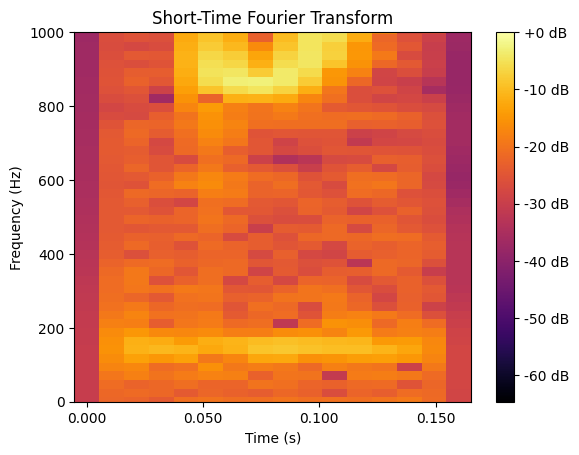 Short-Time Fourier Transform
1000
800
600
400
200
0
Frequency (Hz)
0.000
0.050
0.100
0.150
Time (s)
+0 dB
-10 dB
-20 dB
-30 dB
-40 dB
-50 dB
-60 dB